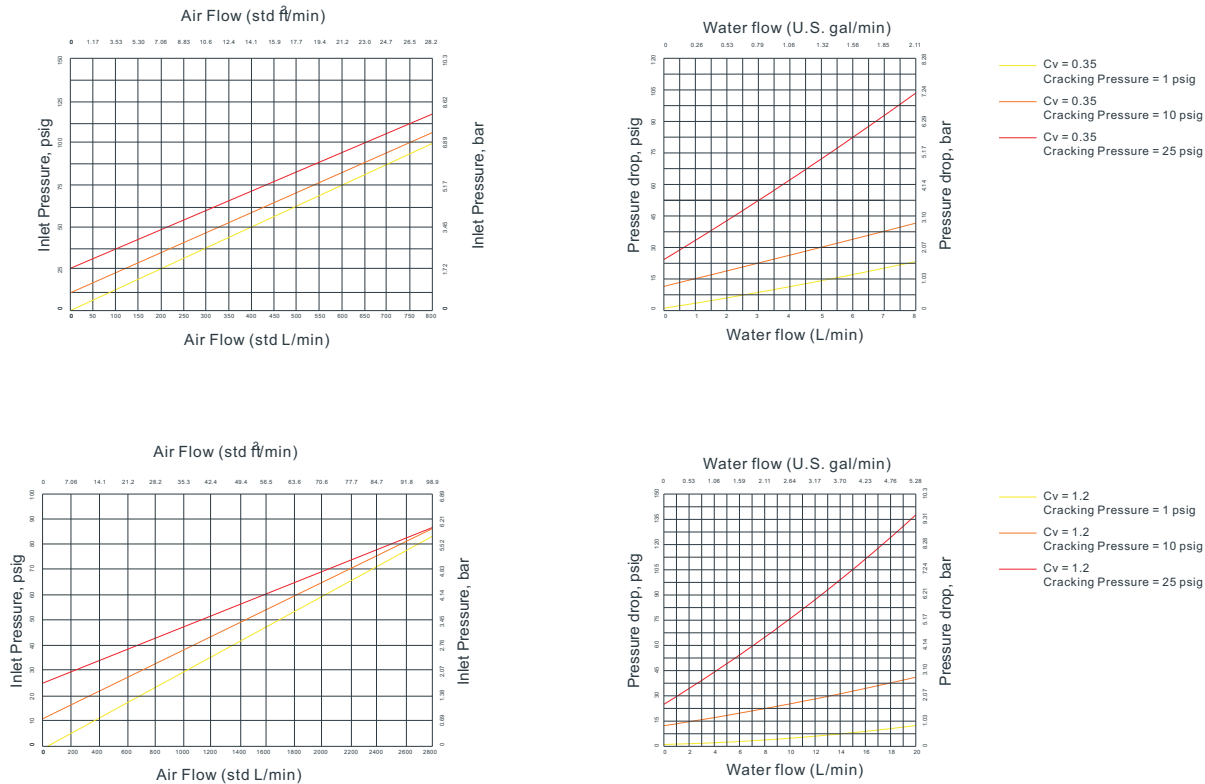 Air Flow (std ft³/min)
0 1.17 3.53 5.30 7.06 8.83 10.6 12.4 14.1 15.9 17.7 19.4 21.2 23.0 24.7 26.5 28.2
150
125
100
75
50
25
0
Inlet Pressure, psig
10.3
8.62
6.89
5.17
3.45
17.2
0
Inlet Pressure, bar
0 50 100 150 200 250 300 350 400 450 500 550 600 650 700 750 800
Air Flow (std L/min)
Water flow (U.S. gal/min)
0 0.26 0.53 0.79 1.06 1.32 1.56 1.85 2.11
120
105
90
75
60
45
30
15
0
Pressure drop, psig
8.28
7.24
6.29
5.17
4.14
3.10
2.07
1.03
0
Pressure drop, bar
0 1 2 3 4 5 6 7 8
Water flow (L/min)
Cv = 0.35
Cracking Pressure = 1 psig
Cv = 0.35
Cracking Pressure = 10 psig
Cv = 0.35
Cracking Pressure = 25 psig
Air Flow (std ft³/min)
0 7.06 14.1 21.2 28.2 35.3 42.4 49.4 56.5 63.6 70.6 77.7 84.7 91.8 98.9
100
90
80
70
60
50
40
30
20
10
0
Inlet Pressure, psig
6.89
6.21
5.52
4.83
4.14
3.45
2.76
2.07
1.38
0.69
0
Inlet Pressure, bar
0 200 400 600 800 1000 1200 1400 1600 1800 2000 2200 2400 2600 2800
Air Flow (std L/min)
Water flow (U.S. gal/min)
0 0.53 1.06 1.59 2.11 2.64 3.17 3.70 4.23 4.76 5.28
150
135
120
105
90
75
60
45
30
15
0
Pressure drop, psig
10.3
9.31
8.28
7.24
6.21
5.17
4.14
3.10
2.07
1.03
0
Pressure drop, bar
0 2 4 6 8 10 12 14 16 18 20
Water flow (L/min)
Cv = 1.2
Cracking Pressure = 1 psig
Cv = 1.2
Cracking Pressure = 10 psig
Cv = 1.2
Cracking Pressure = 25 psig